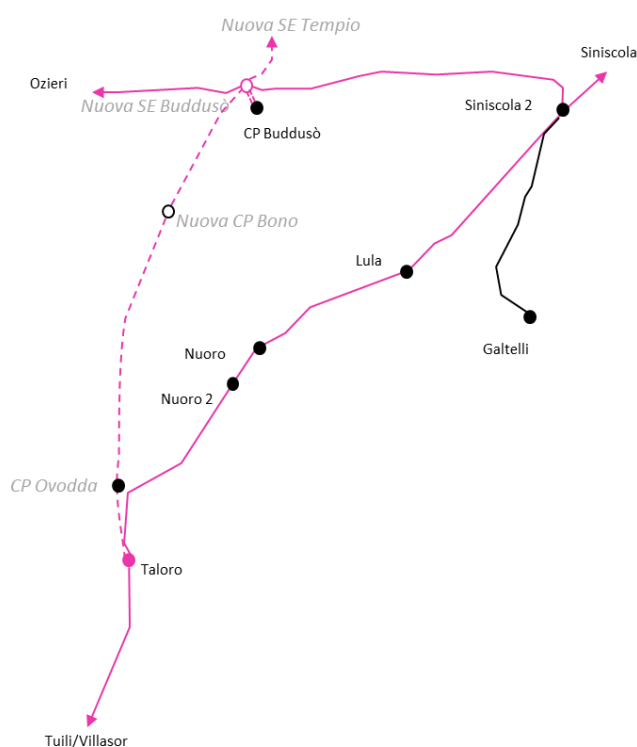 Nuova SE Tempio
Siniscola
Ozieri
Nuova SE Buddusò
Siniscola 2
CP Buddusò
Nuova CP Bono
Lula
Nuoro
Galtelli
Nuoro 2
CP Ovodda
Taloro
Tuili/Villasor